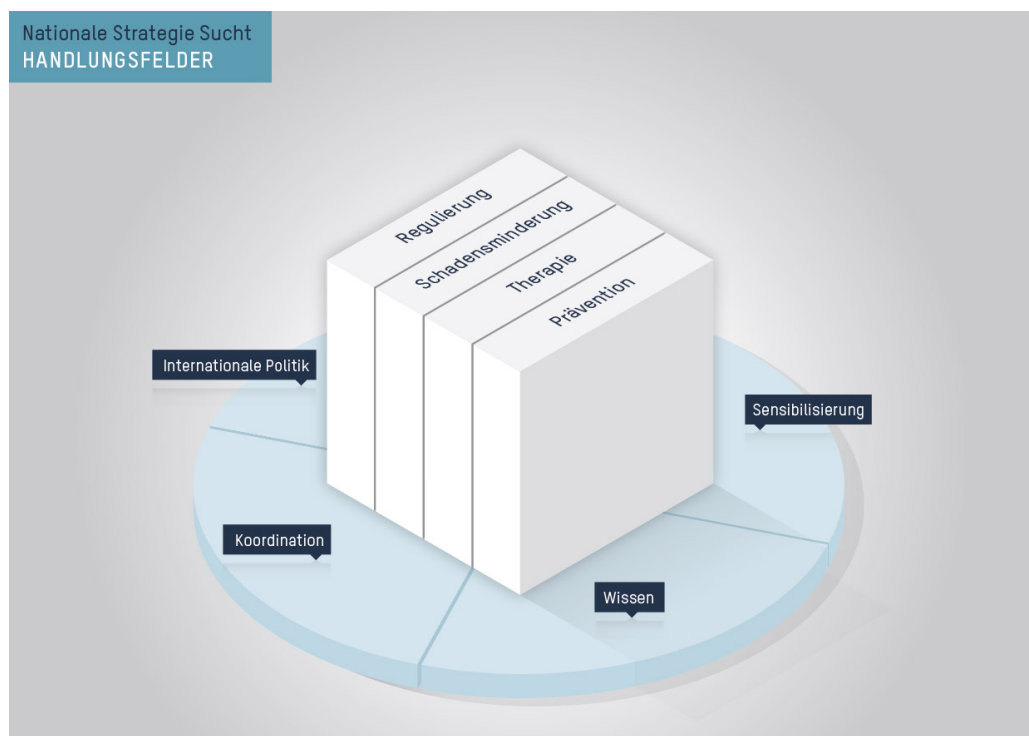 Nationale Strategie Sucht
HANDLUNGSFELDER
Regulierung
Schadensminderung
Therapie
Prävention
Internationale Politik
Sensibilisierung
Koordination
Wissen